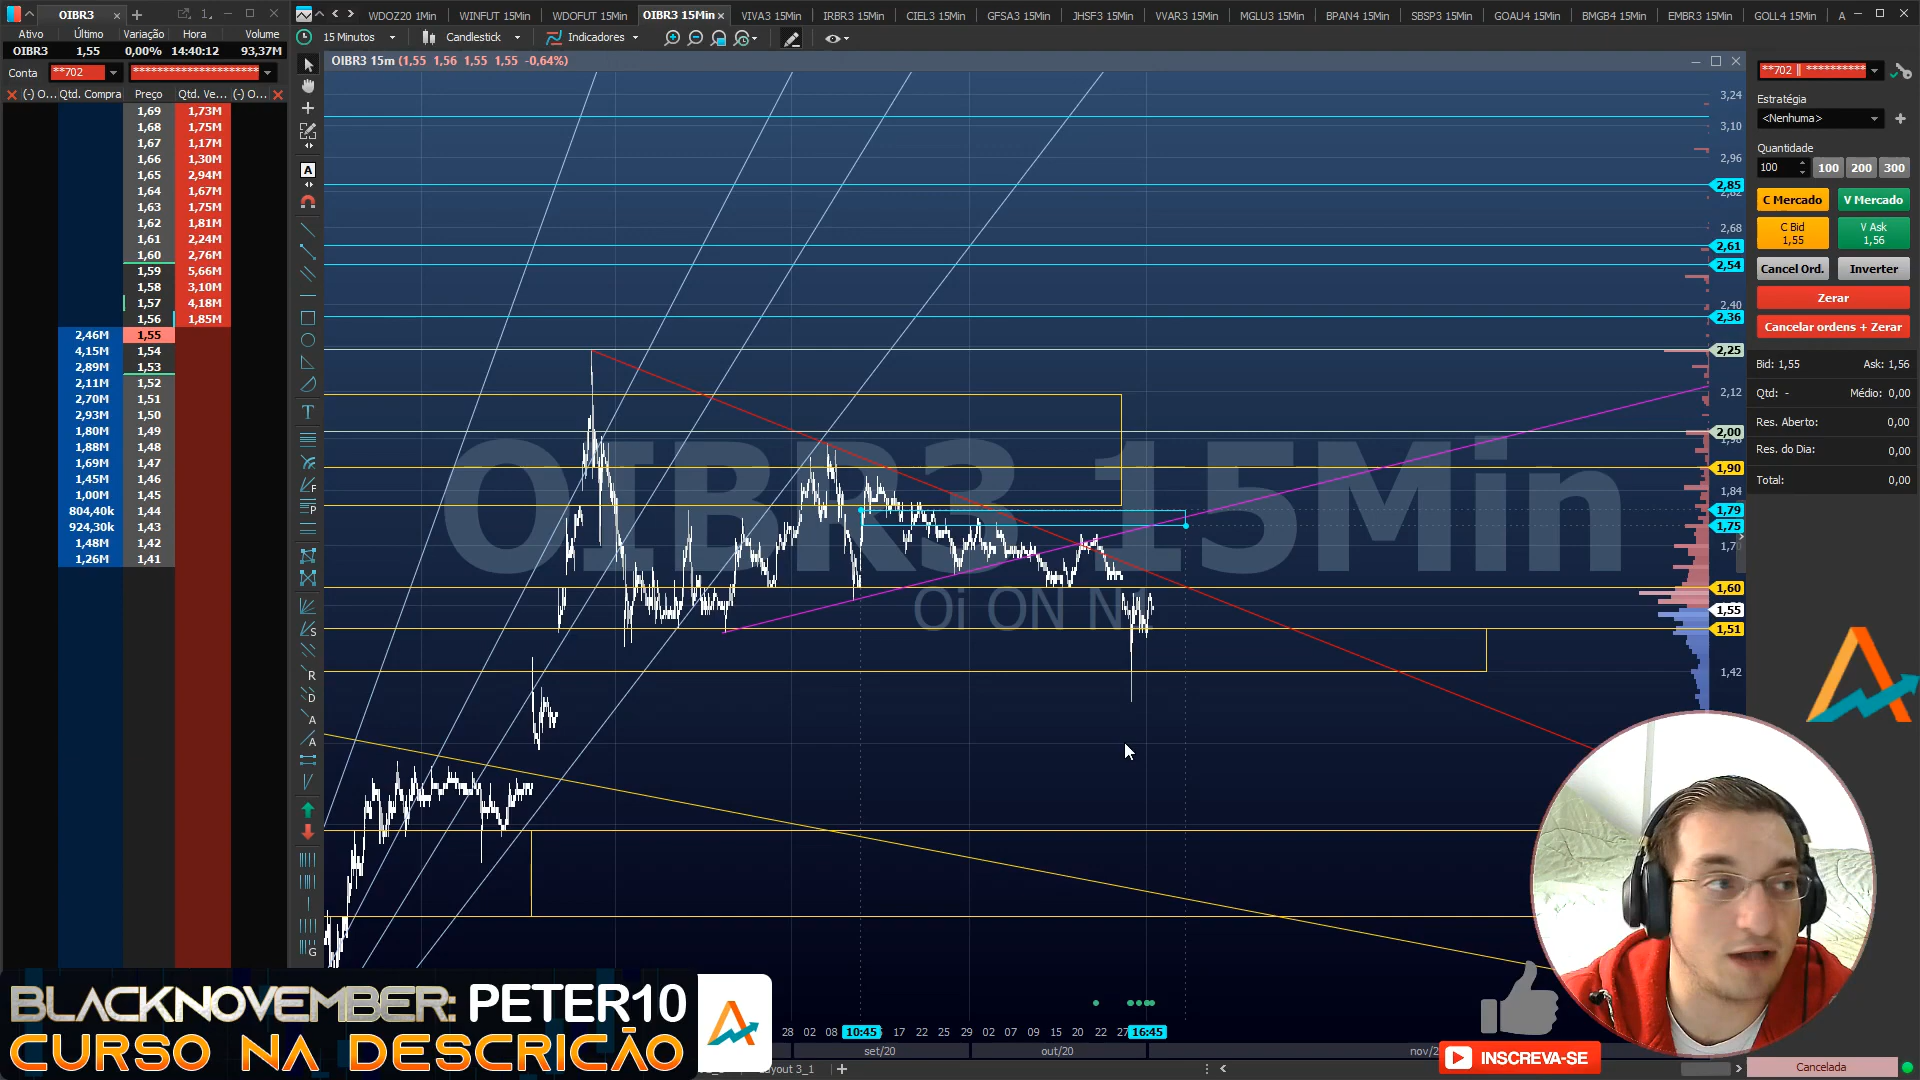 OIBR3
Ativo Último Variação Hora Volume
OIBR3 1,55 0,00% 14:40:12 93,37M
Conta **702
(-) O... Qtd. Compra Preço Qtd. Ve... (-) O...
1,69 1,73M
1,68 1,75M
1,67 1,17M
1,66 1,30M
1,65 2,94M
1,64 1,67M
1,63 1,75M
1,62 1,81M
1,61 2,24M
1,60 2,76M
1,59 5,66M
1,58 3,10M
1,57 4,18M
1,56 1,85M
2,46M 1,55
4,15M 1,54
2,89M 1,53
2,11M 1,52
2,70M 1,51
2,93M 1,50
1,80M 1,49
1,88M 1,48
1,69M 1,47
1,45M 1,46
1,00M 1,45
804,40k 1,44
924,30k 1,43
1,48M 1,42
1,26M 1,41
WDOZ20 1Min WINFUT 15Min WDOFUT 15Min OIBR3 15Min VIVA3 15Min IRBR3 15Min CIEL3 15Min GFSA3 15Min JHSF3 15Min VVAR3 15Min MGLU3 15Min BPAN4 15Min SBSP3 15Min GOAU4 15Min BMGB4 15Min EMBR3 15Min GOLL4 15Min A
15 Minutos Candlestick Indicadores
OIBR3 15m (1,55 1,56 1,55 1,55 -0,64%)
OIBR3 15Min
Oi ON N1
3,24
3,10
2,96
2,85
2,68
2,61
2,54
2,40
2,36
2,25
2,12
2,00
1,90
1,84
1,79
1,75
1,60
1,55
1,51
1,42
28 02 08 10:45 17 22 25 29 02 07 09 15 20 22 27 16:45
set/20 out/20 nov/2
**702
Estratégia
<Nenhuma>
Quantidade
100 100 200 300
C Mercado V Mercado
C Bid 1,55 V Ask 1,56
Cancel Ord. Inverter
Zerar
Cancelar ordens + Zerar
Bid: 1,55 Ask: 1,56
Qtd: - Médio: 0,00
Res. Aberto: 0,00
Res. do Dia: 0,00
Total: 0,00
BLACKNOVEMBER: PETER10
CURSO NA DESCRICÃO
INSCREVA-SE
Layout 3_1
Cancelada